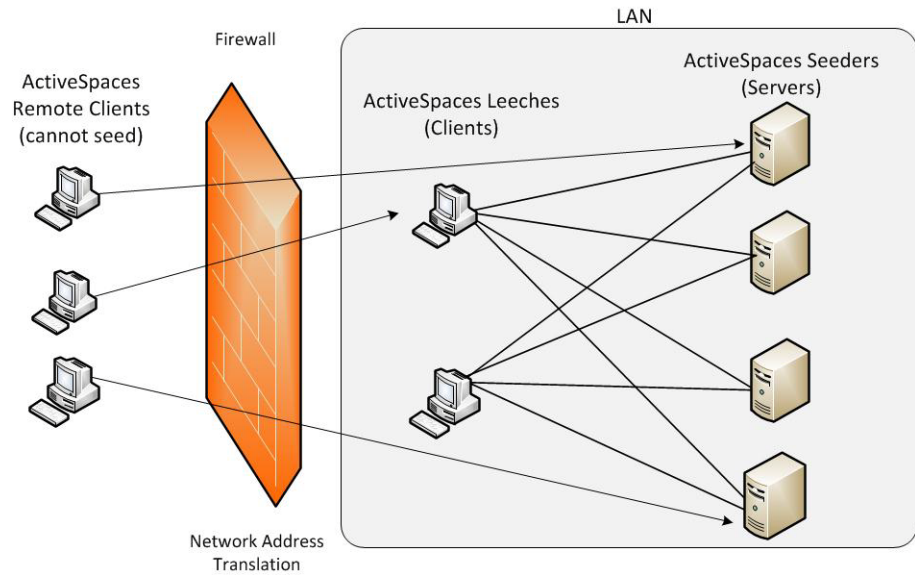 LAN
Firewall
ActiveSpaces
Remote Clients
(cannot seed)
ActiveSpaces Leeches
(Clients)
ActiveSpaces Seeders
(Servers)
Network Address
Translation